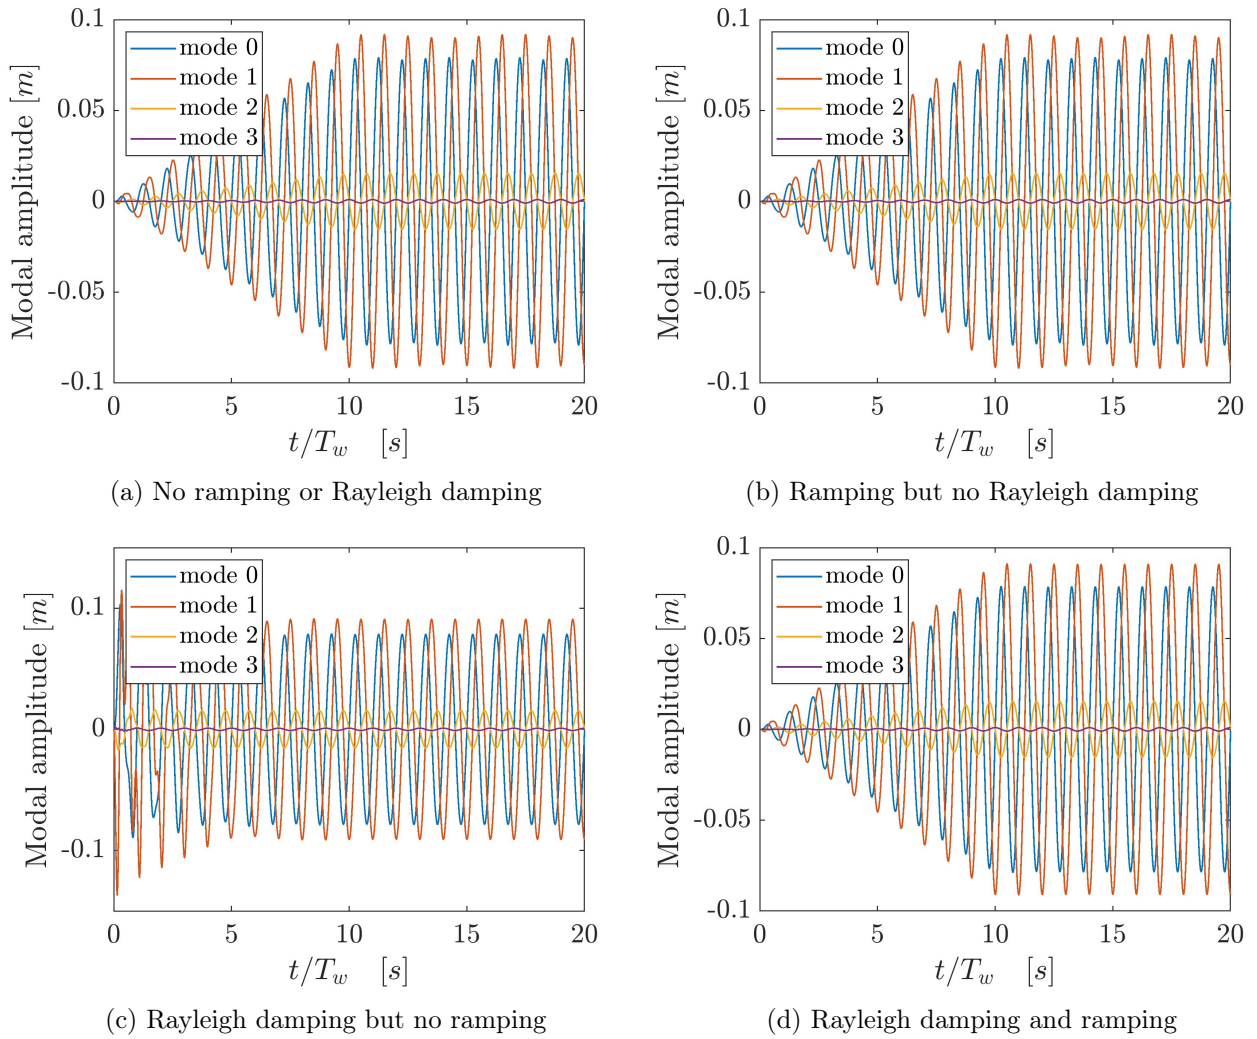 0.1
0.05
0
-0.05
-0.1
Modal amplitude [m]
mode 0
mode 1
mode 2
mode 3
0 5 10 15 20
t/T_w [s]
(a) No ramping or Rayleigh damping
0.1
0.05
0
-0.05
-0.1
Modal amplitude [m]
mode 0
mode 1
mode 2
mode 3
0 5 10 15 20
t/T_w [s]
(b) Ramping but no Rayleigh damping
0.1
0
-0.1
Modal amplitude [m]
mode 0
mode 1
mode 2
mode 3
0 5 10 15 20
t/T_w [s]
(c) Rayleigh damping but no ramping
0.1
0.05
0
-0.05
-0.1
Modal amplitude [m]
mode 0
mode 1
mode 2
mode 3
0 5 10 15 20
t/T_w [s]
(d) Rayleigh damping and ramping